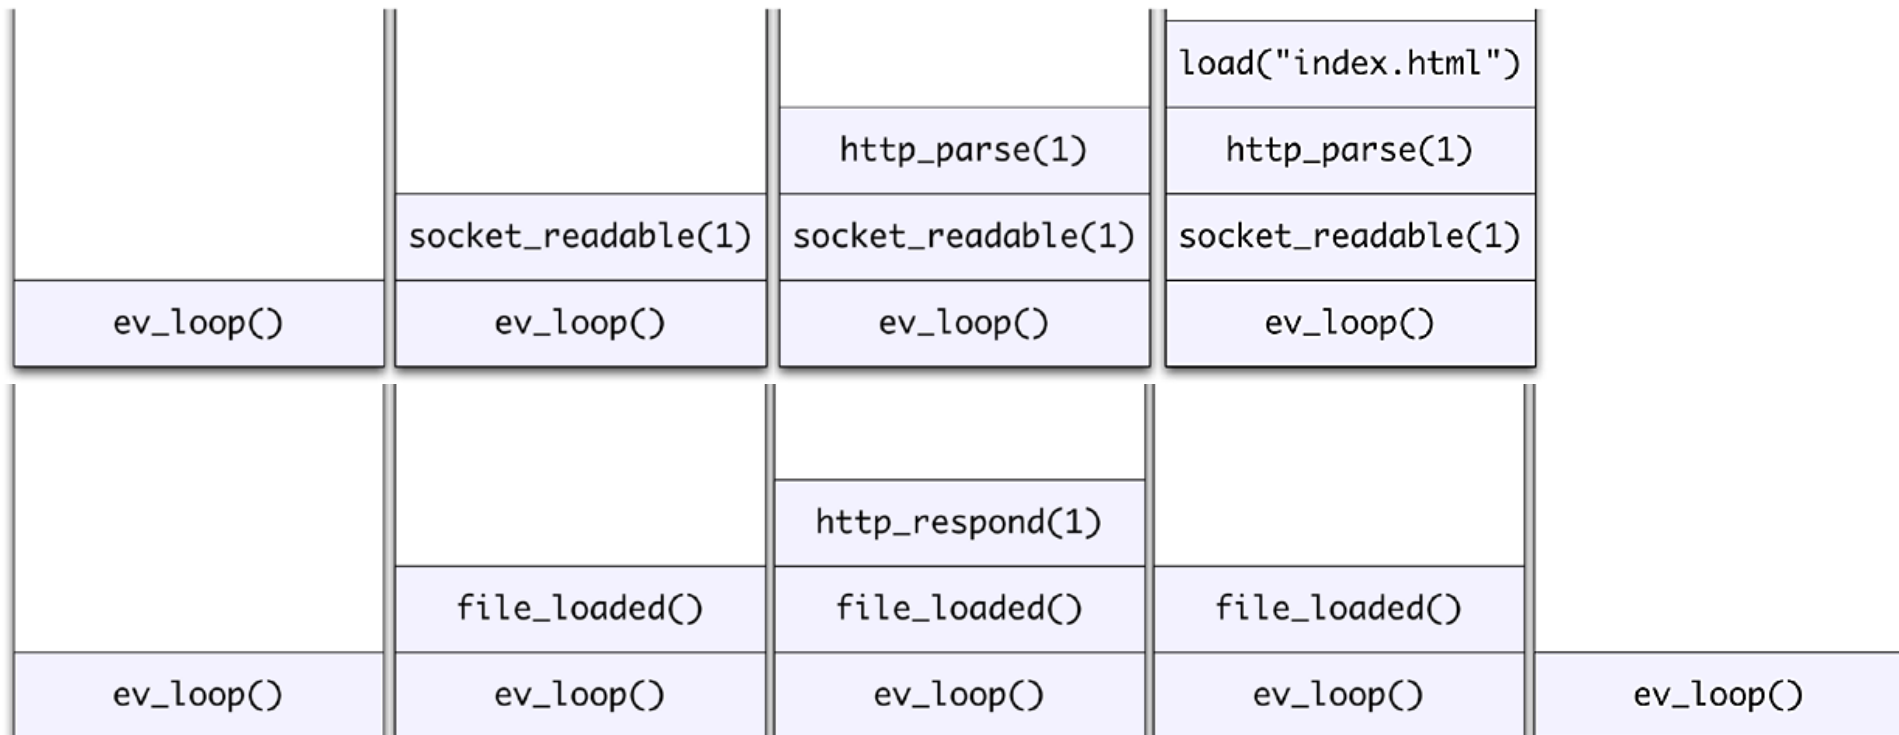 load("index.html")
http_parse(1) http_parse(1)
socket_readable(1) socket_readable(1) socket_readable(1)
ev_loop() ev_loop() ev_loop() ev_loop()
http_respond(1)
file_loaded() file_loaded() file_loaded()
ev_loop() ev_loop() ev_loop() ev_loop() ev_loop()